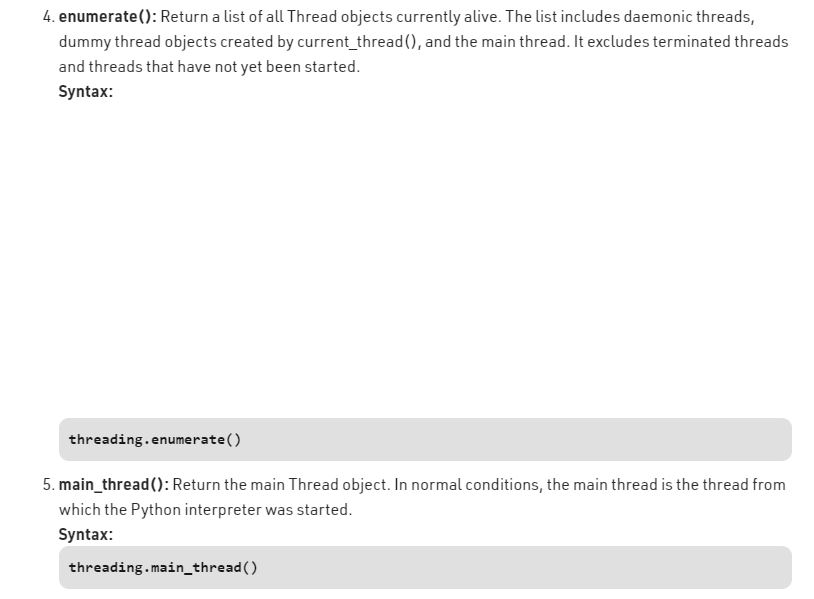 4. enumerate(): Return a list of all Thread objects currently alive. The list includes daemonic threads,
dummy thread objects created by current_thread(), and the main thread. It excludes terminated threads
and threads that have not yet been started.
Syntax:
threading.enumerate()
5. main_thread(): Return the main Thread object. In normal conditions, the main thread is the thread from
which the Python interpreter was started.
Syntax:
threading.main_thread()